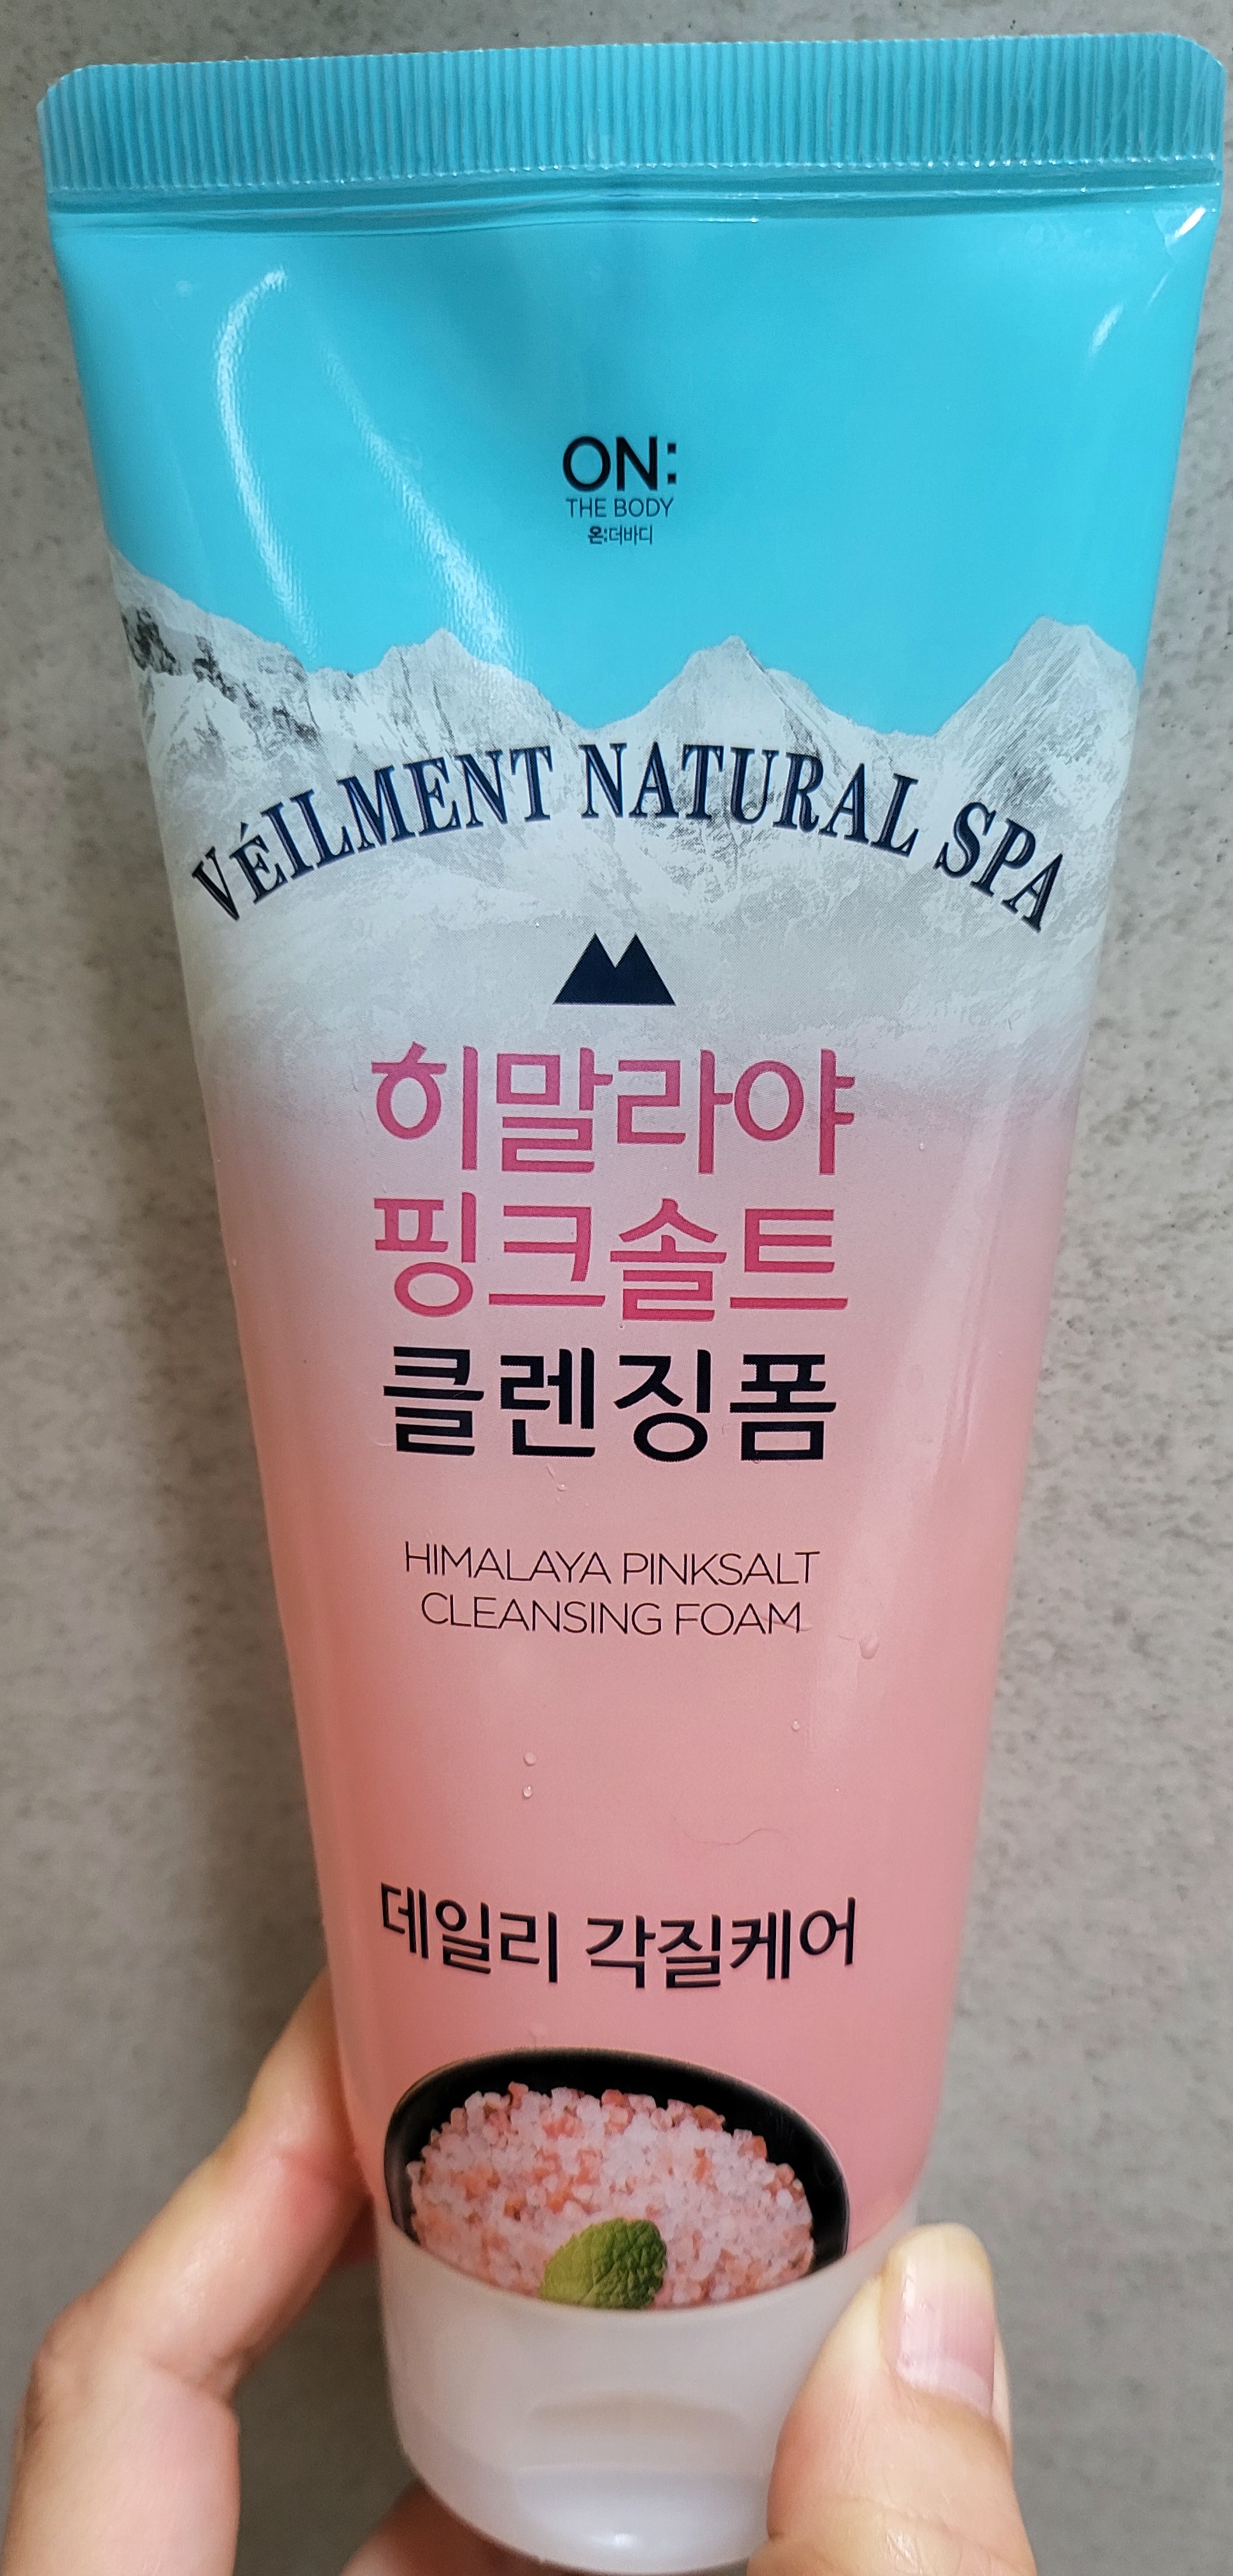 ON:
THE BODY
온:더바디
VÉILMENT NATURAL SPA
히말라야
핑크솔트
클렌징폼
HIMALAYA PINKSALT
CLEANSING FOAM
데일리 각질케어